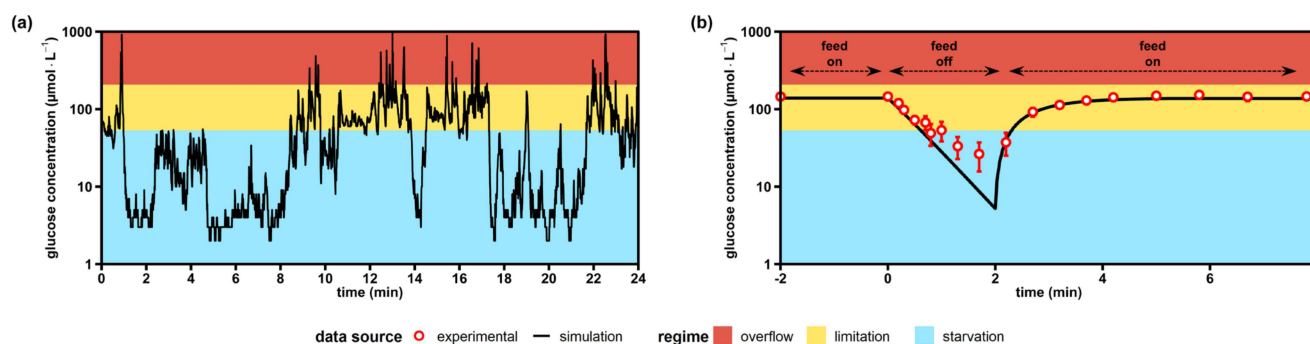 (a)
glucose concentration (μmol · L⁻¹)
1000
100
10
1
0 2 4 6 8 10 12 14 16 18 20 22 24
time (min)
(b)
glucose concentration (μmol · L⁻¹)
1000
100
10
1
feed on
feed off
feed on
-2 0 2 4 6
time (min)
data source experimental simulation regime overflow limitation starvation